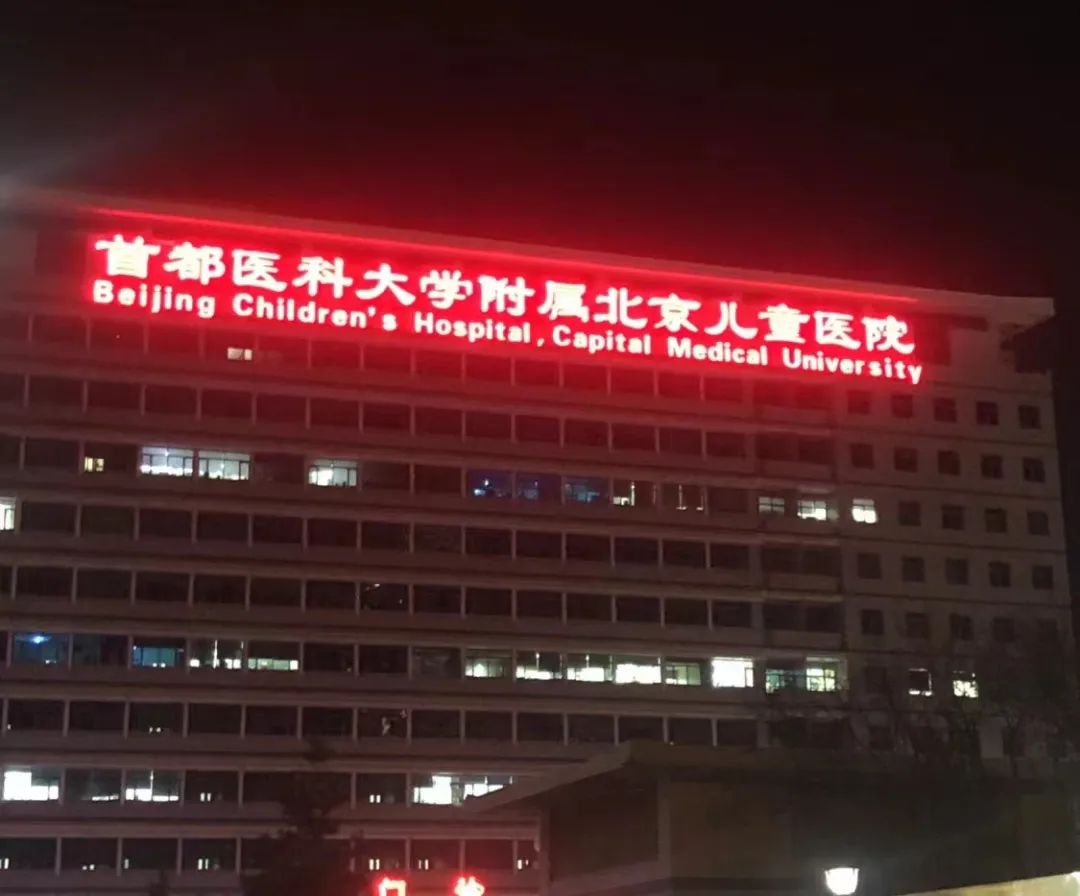 首都医科大学附属北京儿童医院
Beijing Children's Hospital, Capital Medical University
门